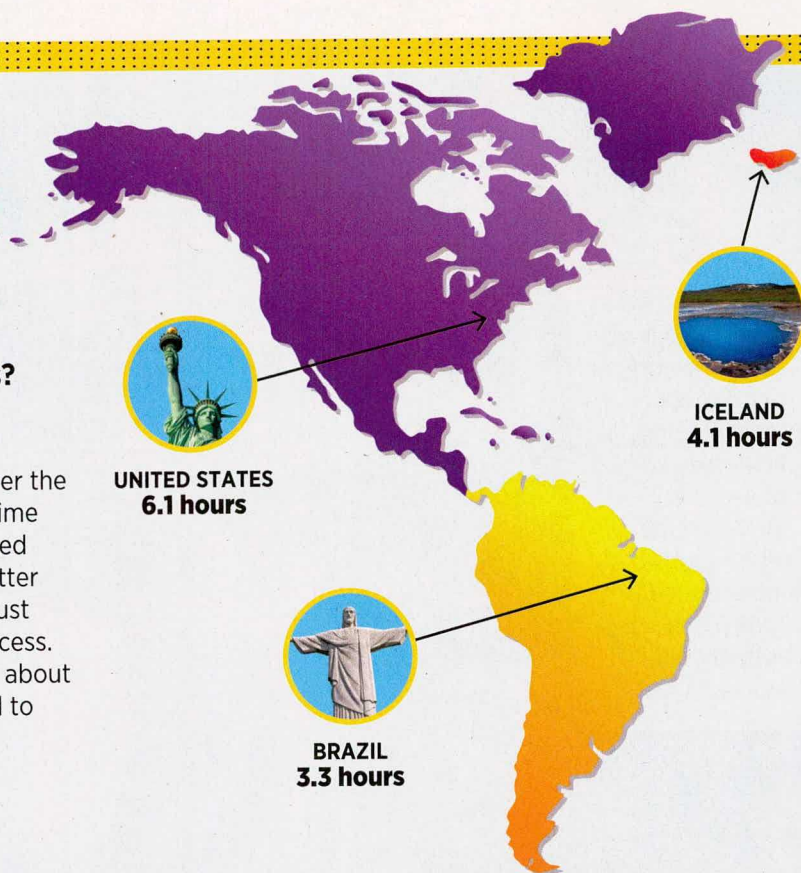 ?
er the
ime
ed
tter
ust
cess.
about
l to
UNITED STATES
6.1 hours
ICELAND
4.1 hours
BRAZIL
3.3 hours